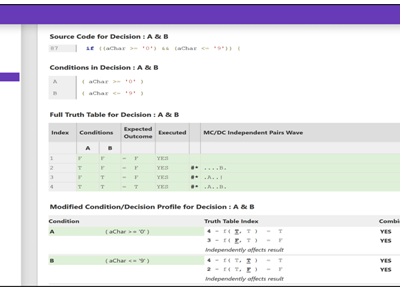 Source Code for Decision : A & B
87 if ((aChar >= '0') && (aChar <= '9')) {
Conditions in Decision : A & B
A ( aChar >= '0' )
B ( aChar <= '9' )
Full Truth Table for Decision : A & B
Index Conditions Expected Outcome Executed MC/DC Independent Pairs Wave
A B
1 F F = F YES
2 T F = F YES #* ....B.
3 F T = F YES #* .A..
4 T T = T YES #* .A..B.
Modified Condition/Decision Profile for Decision : A & B
Condition Truth Table Index Combi
A ( aChar >= '0' ) 4 - f( T, T ) = T YES
3 - f( F, T ) = F YES
Independently affects result
B ( aChar <= '9' ) 4 - f( T, T ) = T YES
2 - f( T, F ) = F YES
Independently affects result